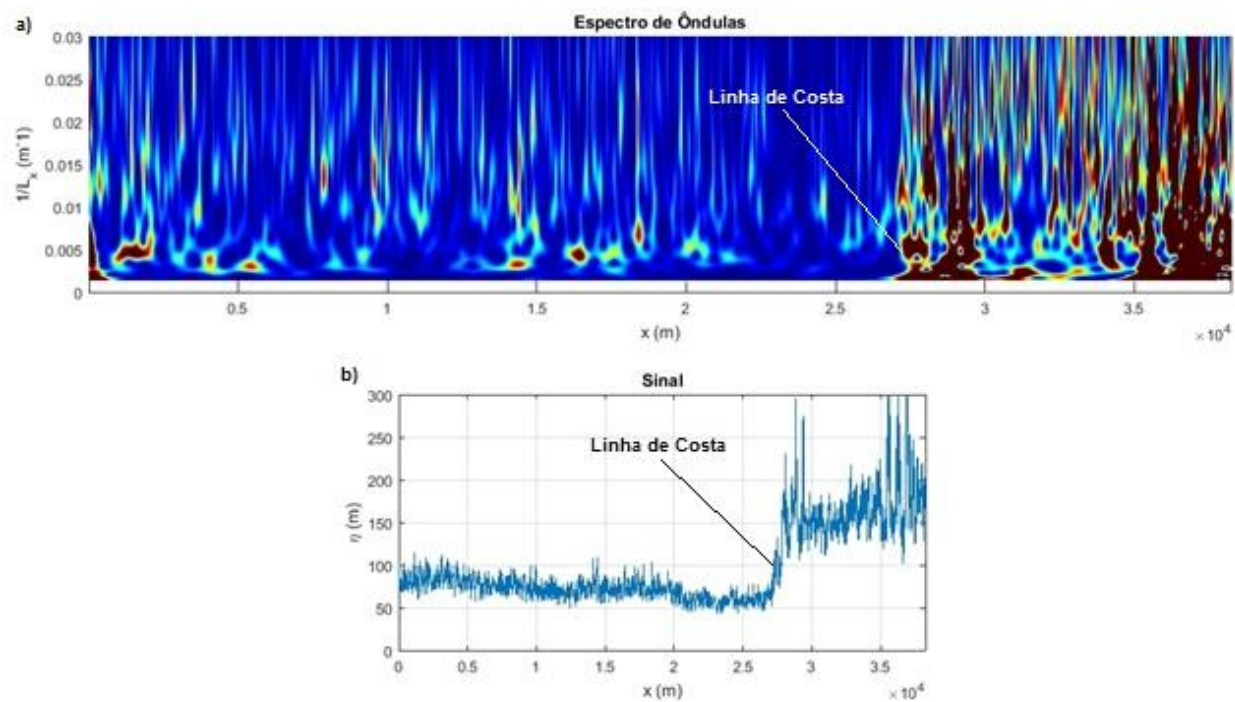 a)
Espectro de Ôndulas
0.03
0.025
0.02
0.015
0.01
0.005
0
1/Lx (m^1)
Linha de Costa
0.5 1 1.5 2 2.5 3 3.5
x (m)
×10^4
b)
Sinal
300
250
200
150
100
50
0
η (m)
Linha de Costa
0 0.5 1 1.5 2 2.5 3 3.5
x (m)
×10^4